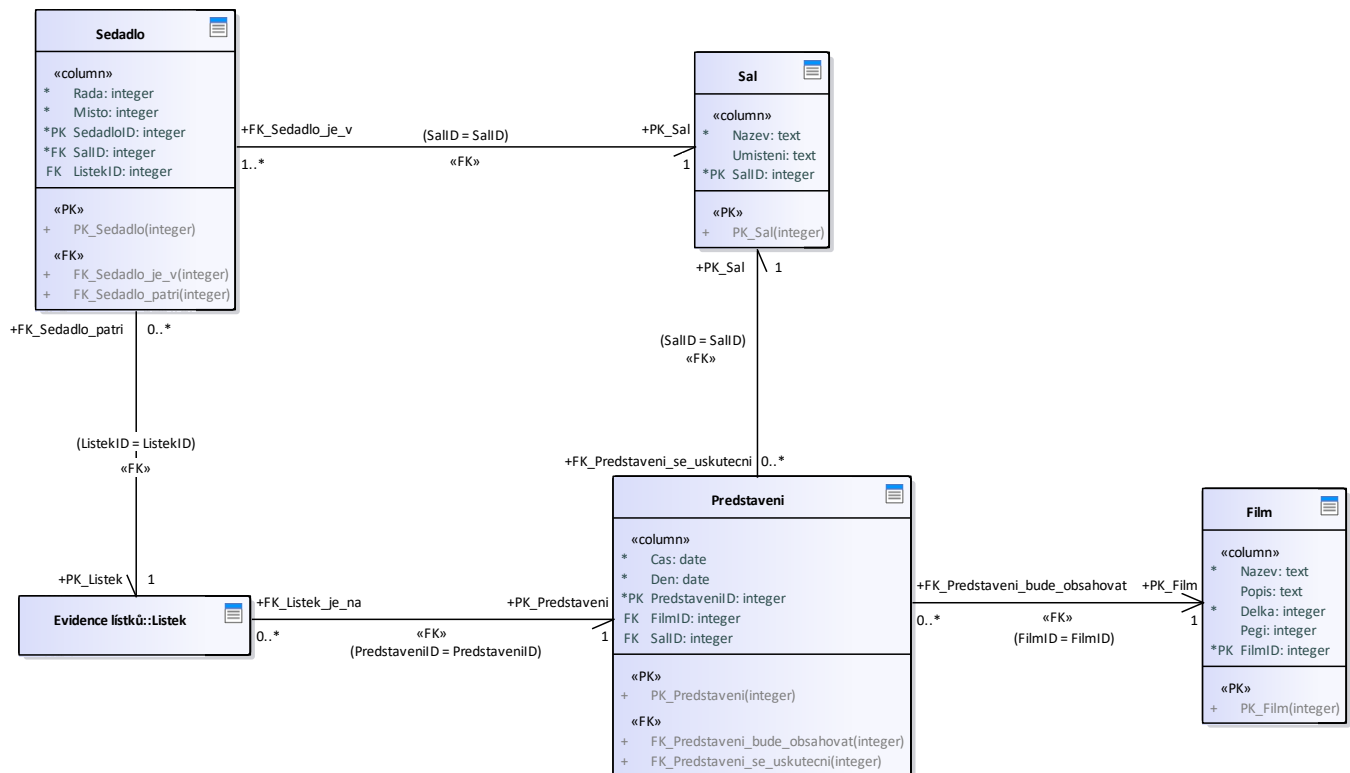 Sedadlo
«column»
* Rada: integer
* Misto: integer
*PK SedadloID: integer
*FK SalID: integer
FK ListekID: integer
«PK»
+ PK_Sedadlo(integer)
«FK»
+ FK_Sedadlo_je_v(integer)
+ FK_Sedadlo_patri(integer)
+FK_Sedadlo_je_v
1..*
(SalID = SalID)
«FK»
+PK_Sal
1
Sal
«column»
* Nazev: text
Umisteni: text
*PK SalID: integer
«PK»
+ PK_Sal(integer)
+PK_Sal
1
(SalID = SalID)
«FK»
+FK_Predstaveni_se_uskutecni
0..*
+FK_Sedadlo_patri
0..*
(ListekID = ListekID)
«FK»
+PK_Listek
1
Evidence lístků::Listek
+FK_Listek_je_na
0..*
«FK»
(PredstaveniID = PredstaveniID)
+PK_Predstaveni
1
Predstaveni
«column»
* Cas: date
* Den: date
*PK PredstaveniID: integer
FK FilmID: integer
FK SalID: integer
«PK»
+ PK_Predstaveni(integer)
«FK»
+ FK_Predstaveni_bude_obsahovat(integer)
+ FK_Predstaveni_se_uskutecni(integer)
+FK_Predstaveni_bude_obsahovat
0..*
«FK»
(FilmID = FilmID)
+PK_Film
1
Film
«column»
* Nazev: text
Popis: text
* Delka: integer
Pegi: integer
*PK FilmID: integer
«PK»
+ PK_Film(integer)